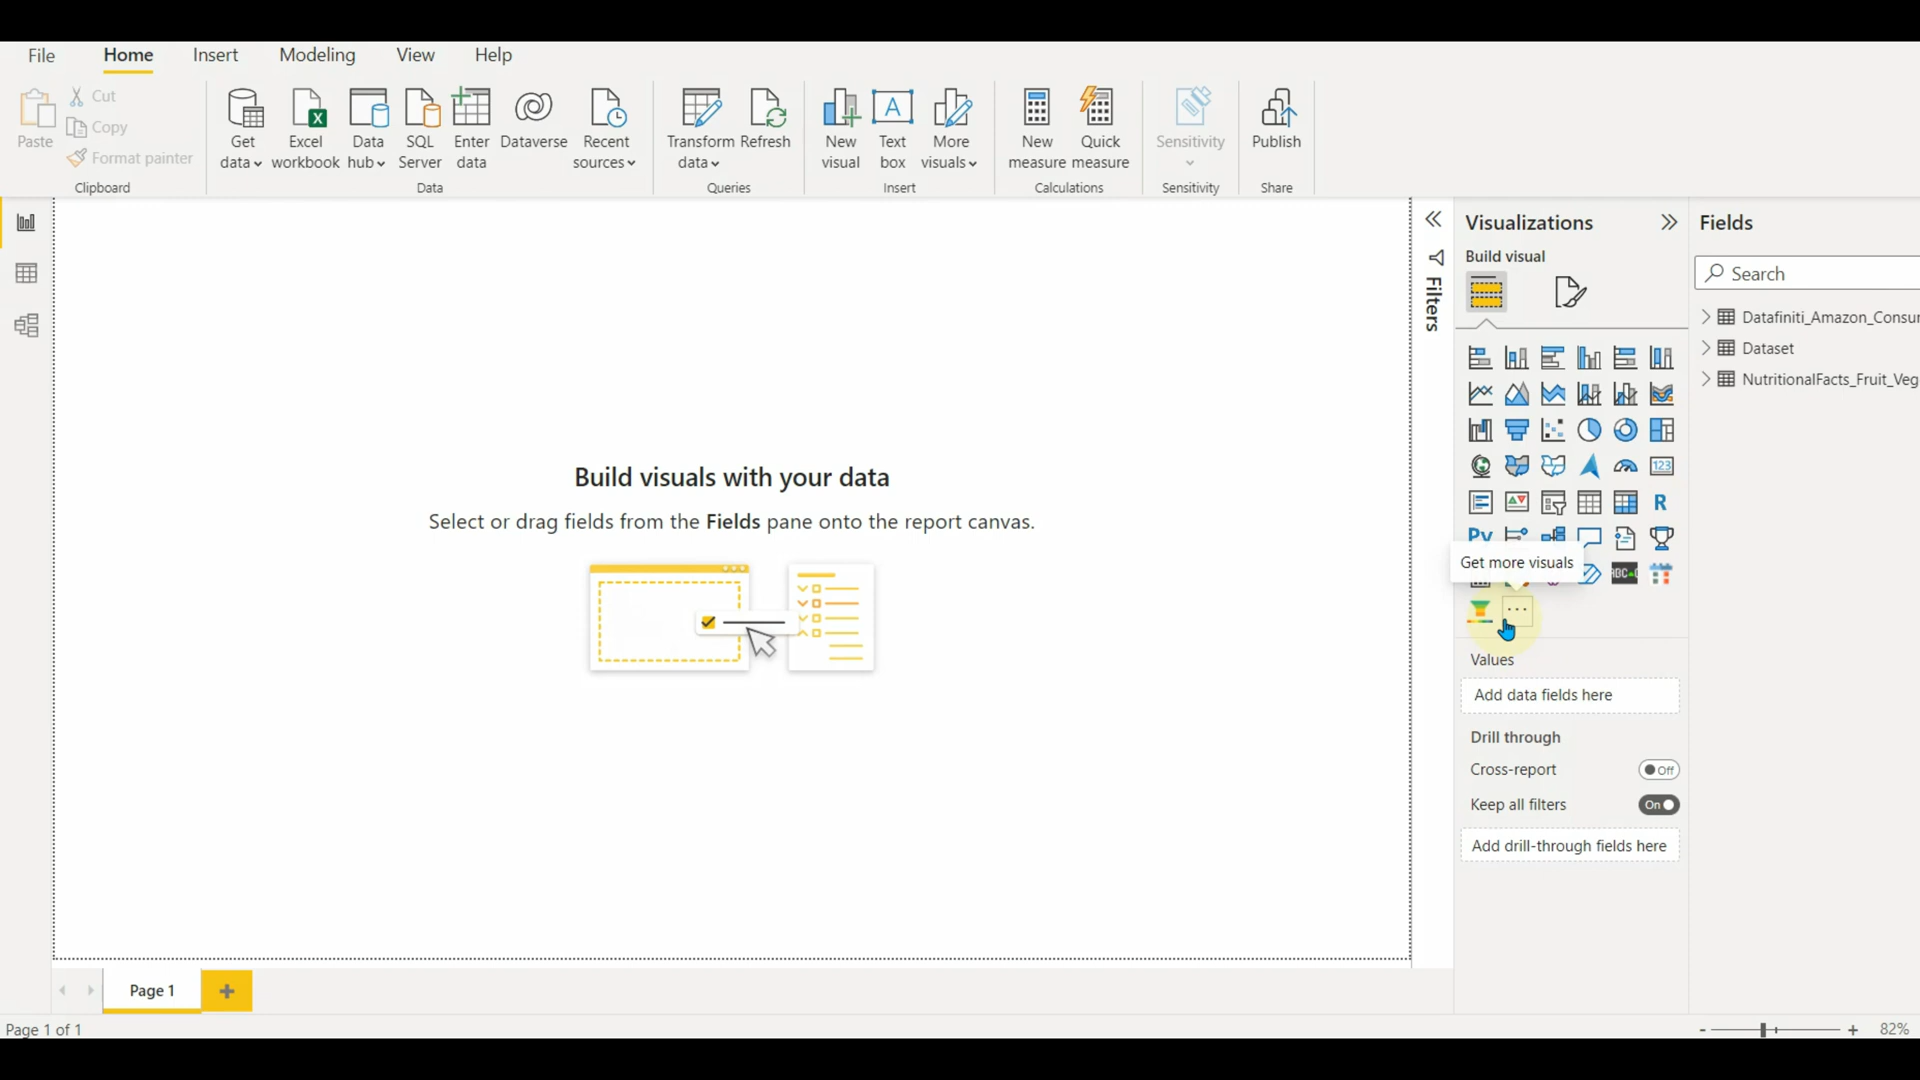 File Home Insert Modeling View Help
Paste
Cut
Copy
Format painter
Clipboard
Get data
Excel workbook
Data hub
SQL Server
Enter data
Dataverse
Recent sources
Data
Transform data
Refresh
Queries
New visual
Text box
More visuals
Insert
New measure
Quick measure
Calculations
Sensitivity
Sensitivity
Publish
Share
Build visuals with your data
Select or drag fields from the Fields pane onto the report canvas.
Filters
Visualizations
Build visual
123
R
Py
Get more visuals
Values
Add data fields here
Drill through
Cross-report Off
Keep all filters On
Add drill-through fields here
Fields
Search
Datafiniti_Amazon_Consu
Dataset
NutritionalFacts_Fruit_Veg
Page 1
Page 1 of 1
82%